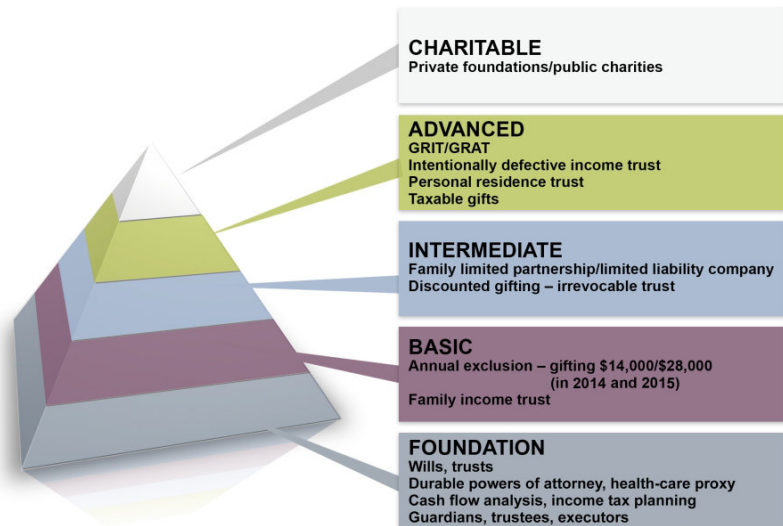 CHARITABLE
Private foundations/public charities
ADVANCED
GRIT/GRAT
Intentionally defective income trust
Personal residence trust
Taxable gifts
INTERMEDIATE
Family limited partnership/limited liability company
Discounted gifting – irrevocable trust
BASIC
Annual exclusion – gifting $14,000/$28,000
(in 2014 and 2015)
Family income trust
FOUNDATION
Wills, trusts
Durable powers of attorney, health-care proxy
Cash flow analysis, income tax planning
Guardians, trustees, executors